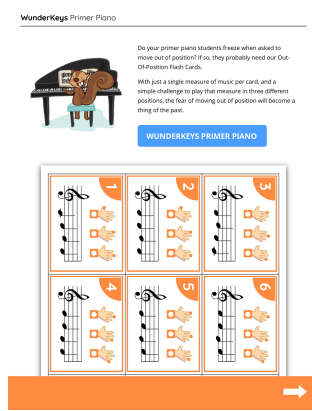 WunderKeys Primer Piano
Do your primer piano students freeze when asked to
move out of position? If so, they probably need our Out-
Of-Position Flash Cards.
With just a single measure of music per card, and a
simple challenge to play that measure in three different
positions, the fear of moving out of position will become a
thing of the past.
WUNDERKEYS PRIMER PIANO
1
2
3
4
5
6